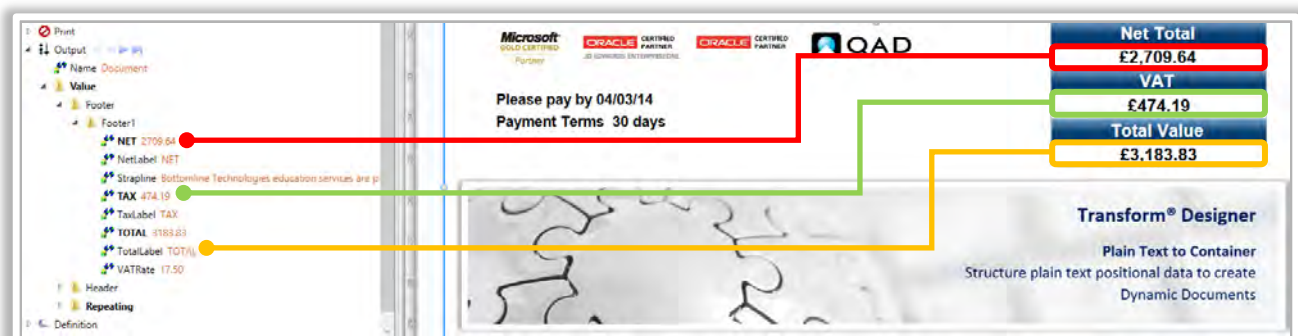 Print
Output
Name Document
Value
Footer
Footer1
NET 2709.64
NetLabel NET
Strapline Bottomline Technologies education services are p
TAX 474.19
TaxLabel TAX
TOTAL 3183.83
TotalLabel TOTAL
VATRate 17.50
Header
Repeating
Definition
Microsoft
GOLD CERTIFIED
Partner
ORACLE CERTIFIED PARTNER
JD EDWARDS ENTERPRISEONE
ORACLE CERTIFIED PARTNER
QAD
Please pay by 04/03/14
Payment Terms 30 days
Net Total
£2,709.64
VAT
£474.19
Total Value
£3,183.83
Transform® Designer
Plain Text to Container
Structure plain text positional data to create
Dynamic Documents